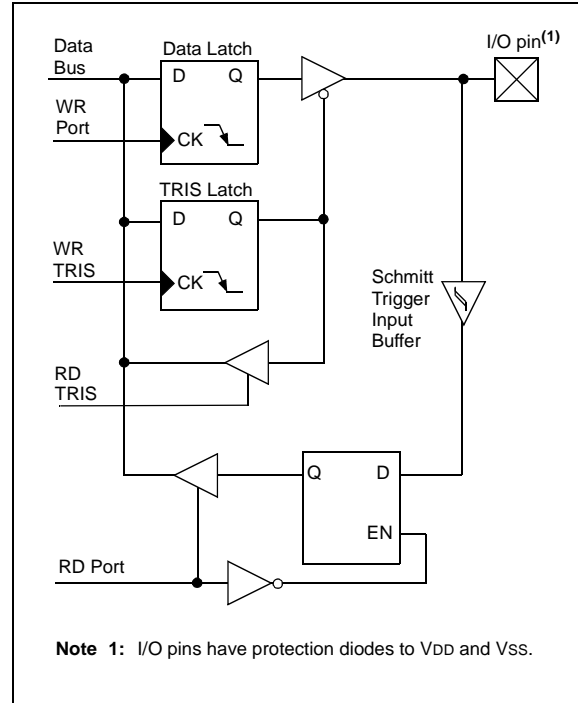 Data
Bus
Data Latch
I/O pin(1)
D Q
WR
Port
CK
TRIS Latch
D Q
WR
TRIS
CK
Schmitt
Trigger
Input
Buffer
RD
TRIS
Q D
EN
RD Port
Note 1: I/O pins have protection diodes to VDD and VSS.